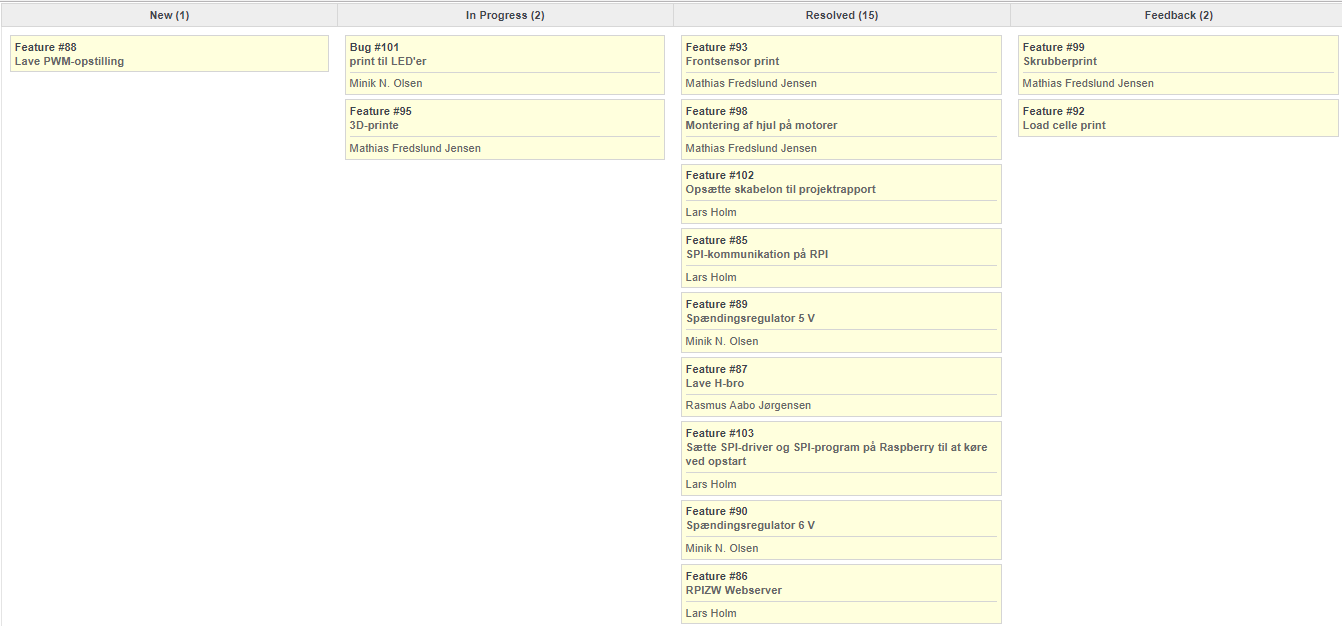 New (1)
In Progress (2)
Resolved (15)
Feedback (2)
Feature #88
Lave PWM-opstilling
Bug #101
print til LED'er
Minik N. Olsen
Feature #95
3D-printe
Mathias Fredslund Jensen
Feature #93
Frontsensor print
Mathias Fredslund Jensen
Feature #98
Montering af hjul på motorer
Mathias Fredslund Jensen
Feature #102
Opsætte skabelon til projektrapport
Lars Holm
Feature #85
SPI-kommunikation på RPI
Lars Holm
Feature #89
Spændingsregulator 5 V
Minik N. Olsen
Feature #87
Lave H-bro
Rasmus Aabo Jørgensen
Feature #103
Sætte SPI-driver og SPI-program på Raspberry til at køre
ved opstart
Lars Holm
Feature #90
Spændingsregulator 6 V
Minik N. Olsen
Feature #86
RPIZW Webserver
Lars Holm
Feature #99
Skrubberprint
Mathias Fredslund Jensen
Feature #92
Load celle print